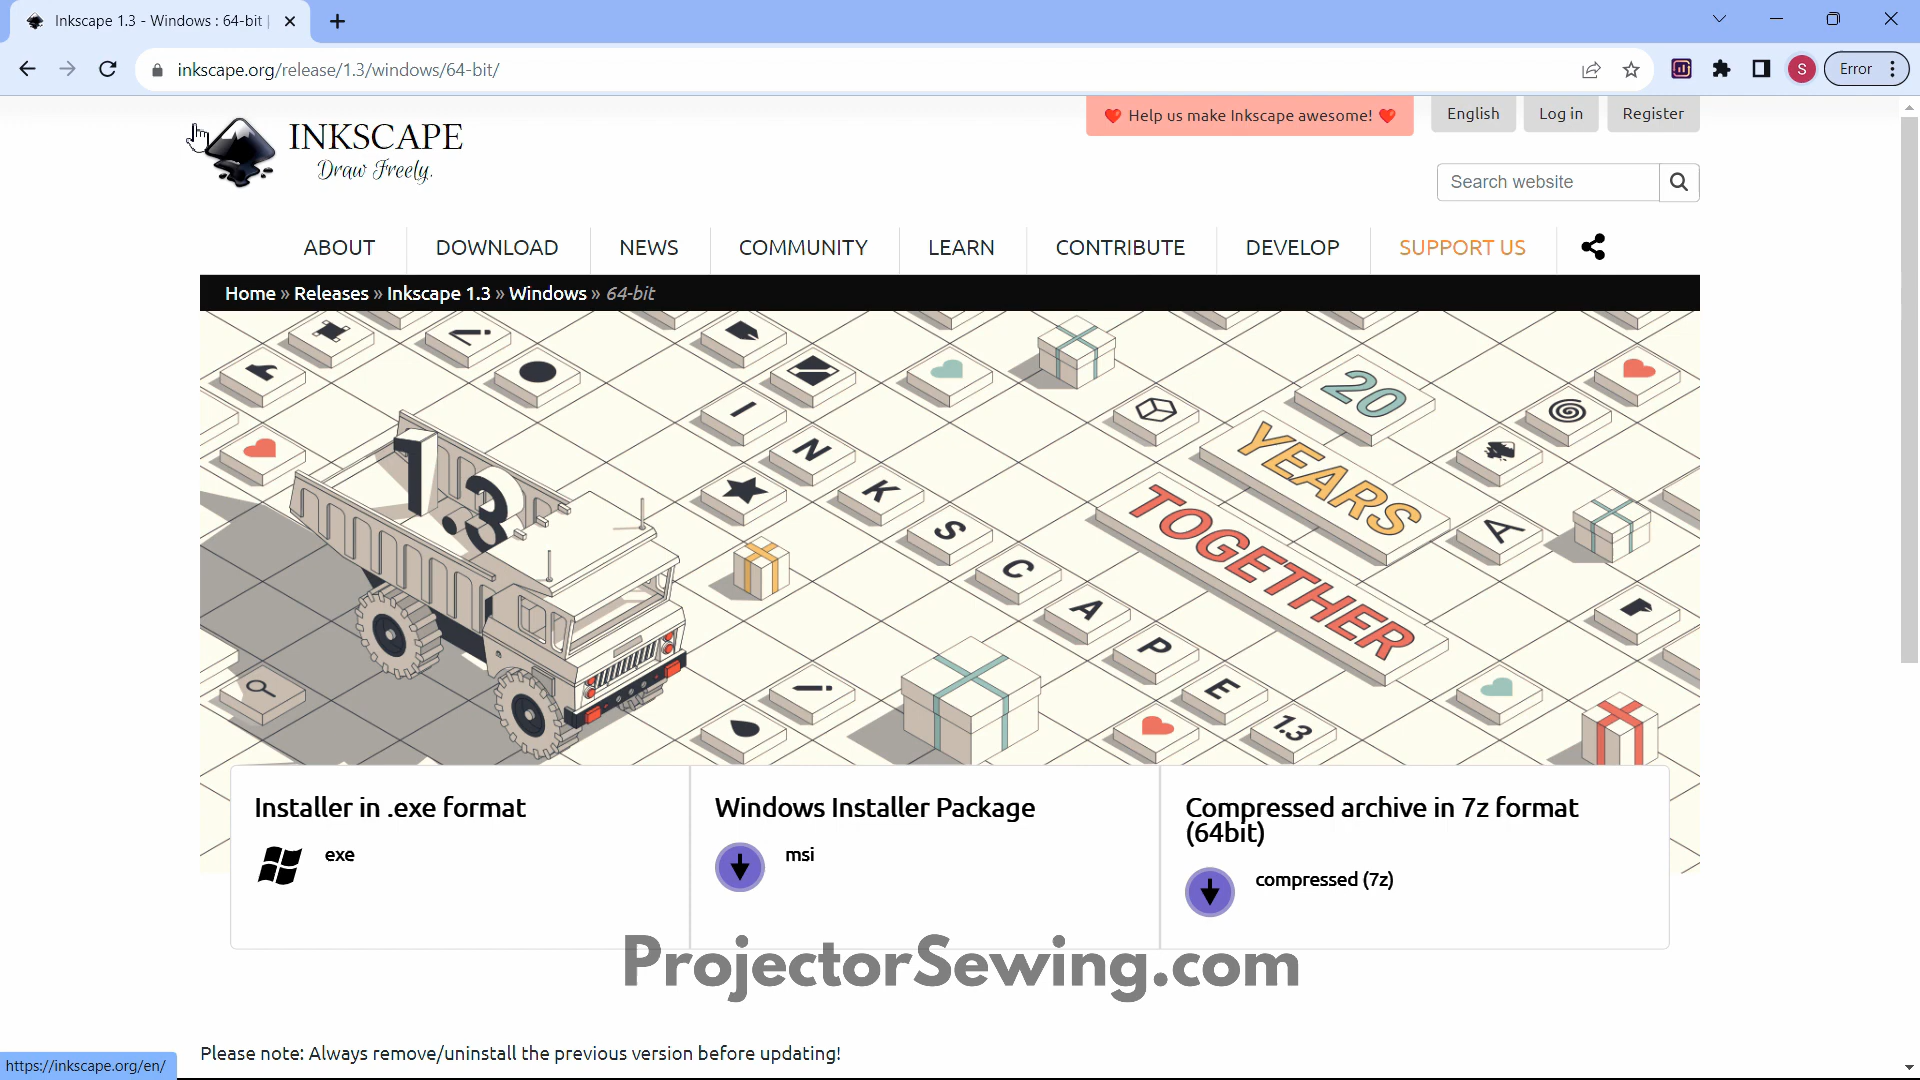 Inkscape 1.3 - Windows : 64-bit |
inkscape.org/release/1.3/windows/64-bit/
S
Error
INKSCAPE
Draw Freely.
Help us make Inkscape awesome!
English
Log in
Register
Search website
ABOUT
DOWNLOAD
NEWS
COMMUNITY
LEARN
CONTRIBUTE
DEVELOP
SUPPORT US
Home » Releases » Inkscape 1.3 » Windows » 64-bit
1.3
I
N
K
S
C
A
P
E
1.3
20
YEARS
TOGETHER
A
Installer in .exe format
exe
Windows Installer Package
msi
Compressed archive in 7z format
(64bit)
compressed (7z)
ProjectorSewing.com
Please note: Always remove/uninstall the previous version before updating!
https://inkscape.org/en/